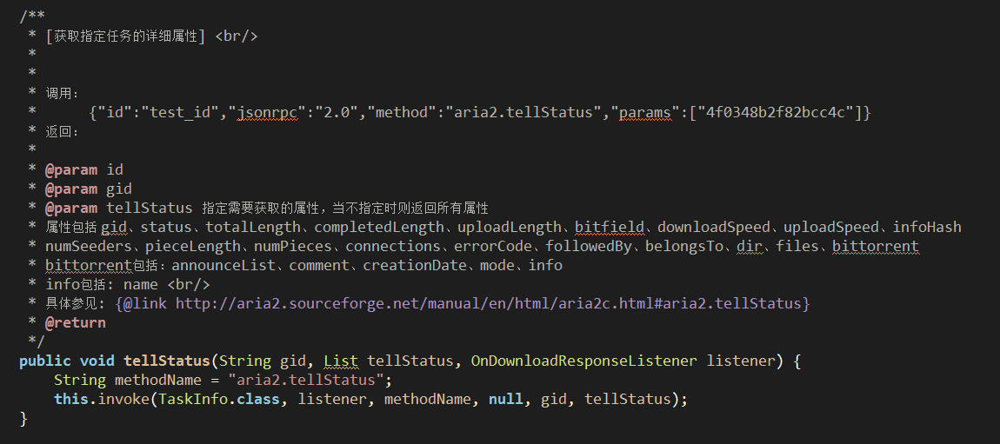 /**
 * [获取指定任务的详细属性] <br/>
 *
 *
 * 调用：
 *      {"id":"test_id","jsonrpc":"2.0","method":"aria2.tellStatus","params":["4f0348b2f82bcc4c"]}
 * 返回：
 *
 * @param id
 * @param gid
 * @param tellStatus 指定需要获取的属性，当不指定时则返回所有属性
 * 属性包括gid、status、totalLength、completedLength、uploadLength、bitfield、downloadSpeed、uploadSpeed、infoHash
 * numSeeders、pieceLength、numPieces、connections、errorCode、followedBy、belongsTo、dir、files、bittorrent
 * bittorrent包括：announceList、comment、creationDate、mode、info
 * info包括: name <br/>
 * 具体参见: {@link http://aria2.sourceforge.net/manual/en/html/aria2c.html#aria2.tellStatus}
 * @return
 */
public void tellStatus(String gid, List tellStatus, OnDownloadResponseListener listener) {
    String methodName = "aria2.tellStatus";
    this.invoke(TaskInfo.class, listener, methodName, null, gid, tellStatus);
}